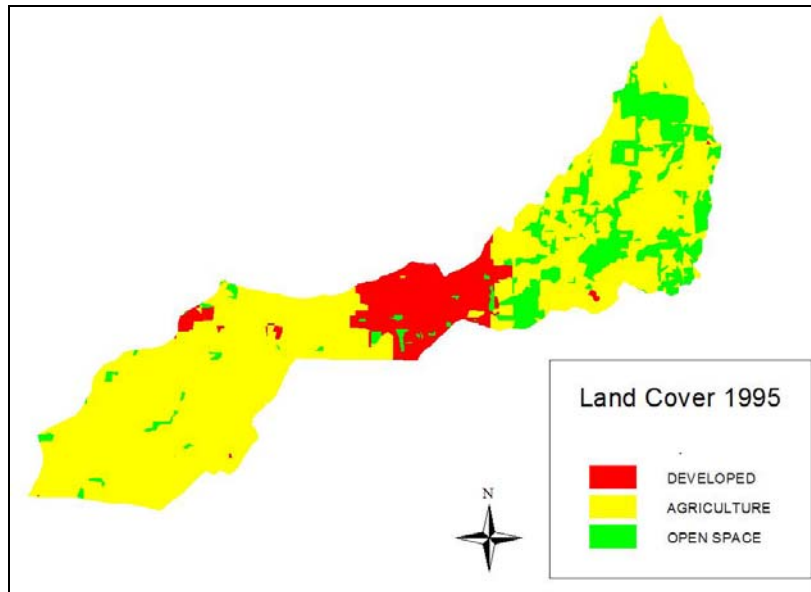 Land Cover 1995
DEVELOPED
AGRICULTURE
OPEN SPACE
N